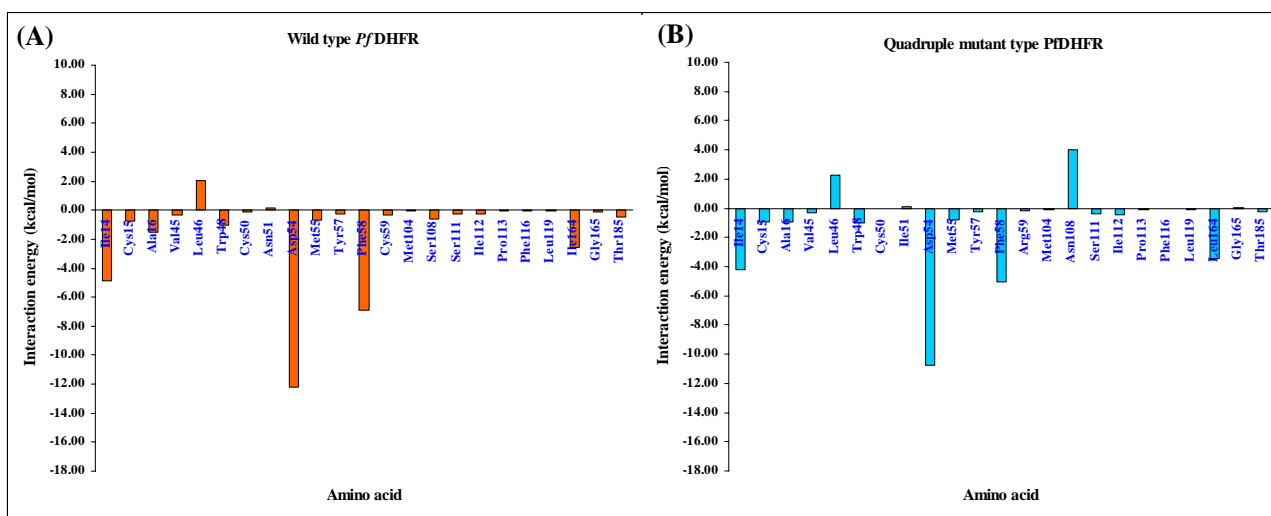 (A)
Wild type Pf DHFR
10.00
8.00
6.00
4.00
2.00
0.00
-2.00
-4.00
-6.00
-8.00
-10.00
-12.00
-14.00
-16.00
-18.00
Interaction energy (kcal/mol)
Ile14
Cys15
Ala16
Val45
Leu46
Trp48
Cys50
Asn51
Asp54
Met55
Tyr57
Phe58
Cys59
Met104
Ser108
Ser111
Ile112
Pro113
Phe116
Leu119
Ile164
Gly165
Thr185
Amino acid
(B)
Quadruple mutant type PfDHFR
10.00
8.00
6.00
4.00
2.00
0.00
-2.00
-4.00
-6.00
-8.00
-10.00
-12.00
-14.00
-16.00
-18.00
Interaction energy (kcal/mol)
Ile14
Cys15
Ala16
Val45
Leu46
Trp48
Cys50
Ile51
Asp54
Met55
Tyr57
Phe58
Arg59
Met104
Asn108
Ser111
Ile112
Pro113
Phe116
Leu119
Leu164
Gly165
Thr185
Amino acid